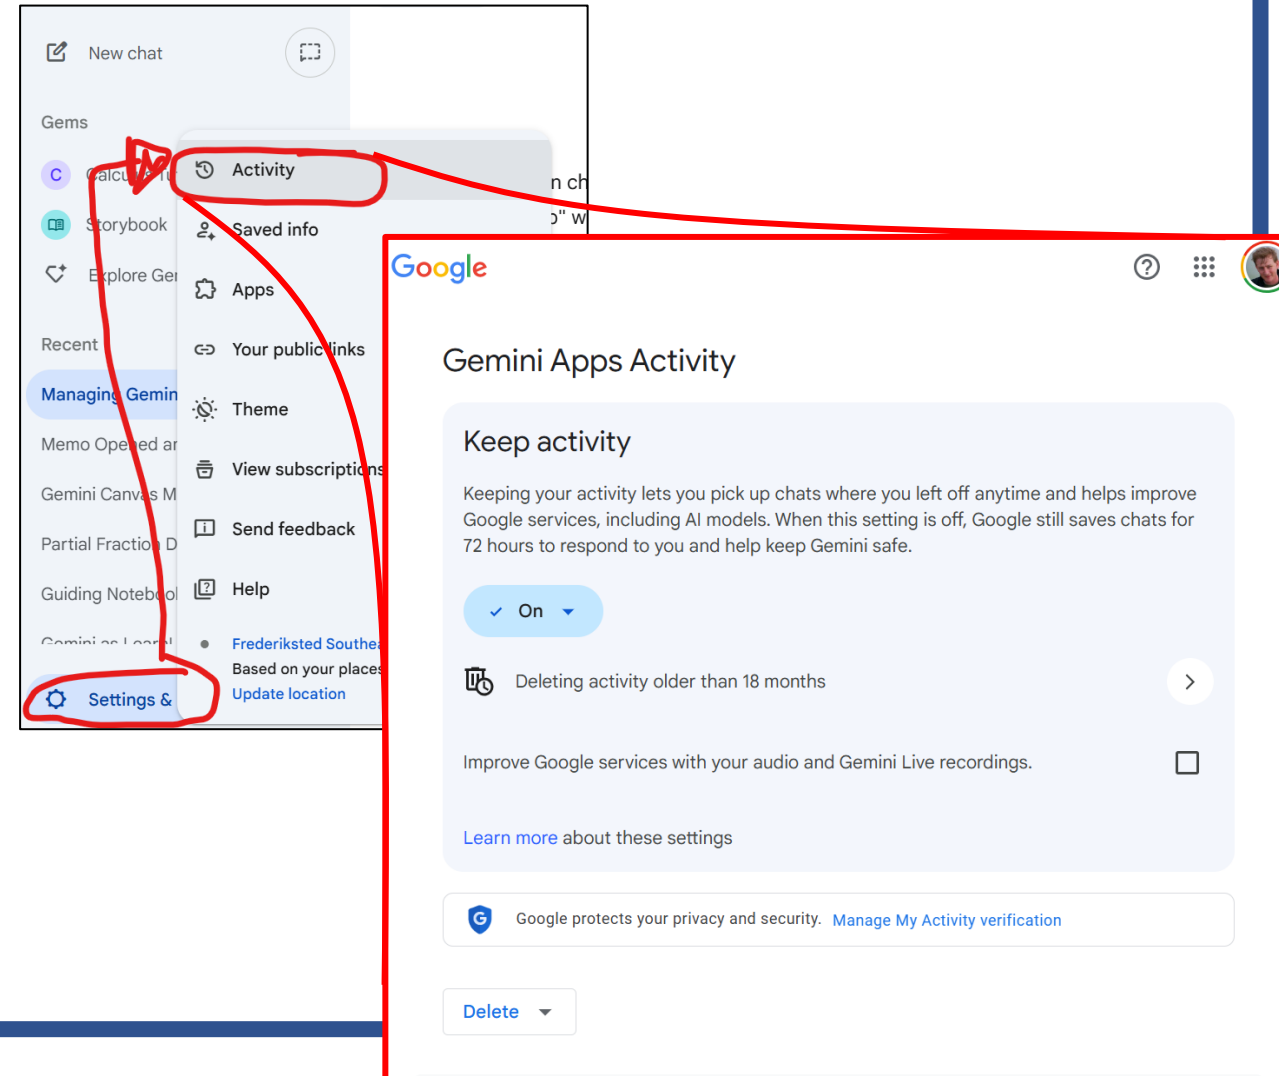 New chat
Gems
C
Storybook
Explore Ger
Recent
Managing Gemin
Memo Opened ar
Gemini Canvas M
Partial Fraction D
Guiding Notebool
Settings &
Activity
Saved info
Apps
Your public links
Theme
View subscriptions
Send feedback
Help
Frederiksted Southea
Based on your places
Update location
n ch
o" w
Google
Gemini Apps Activity
Keep activity
Keeping your activity lets you pick up chats where you left off anytime and helps improve
Google services, including AI models. When this setting is off, Google still saves chats for
72 hours to respond to you and help keep Gemini safe.
On
Deleting activity older than 18 months
Improve Google services with your audio and Gemini Live recordings.
Learn more about these settings
G
Google protects your privacy and security. Manage My Activity verification
Delete